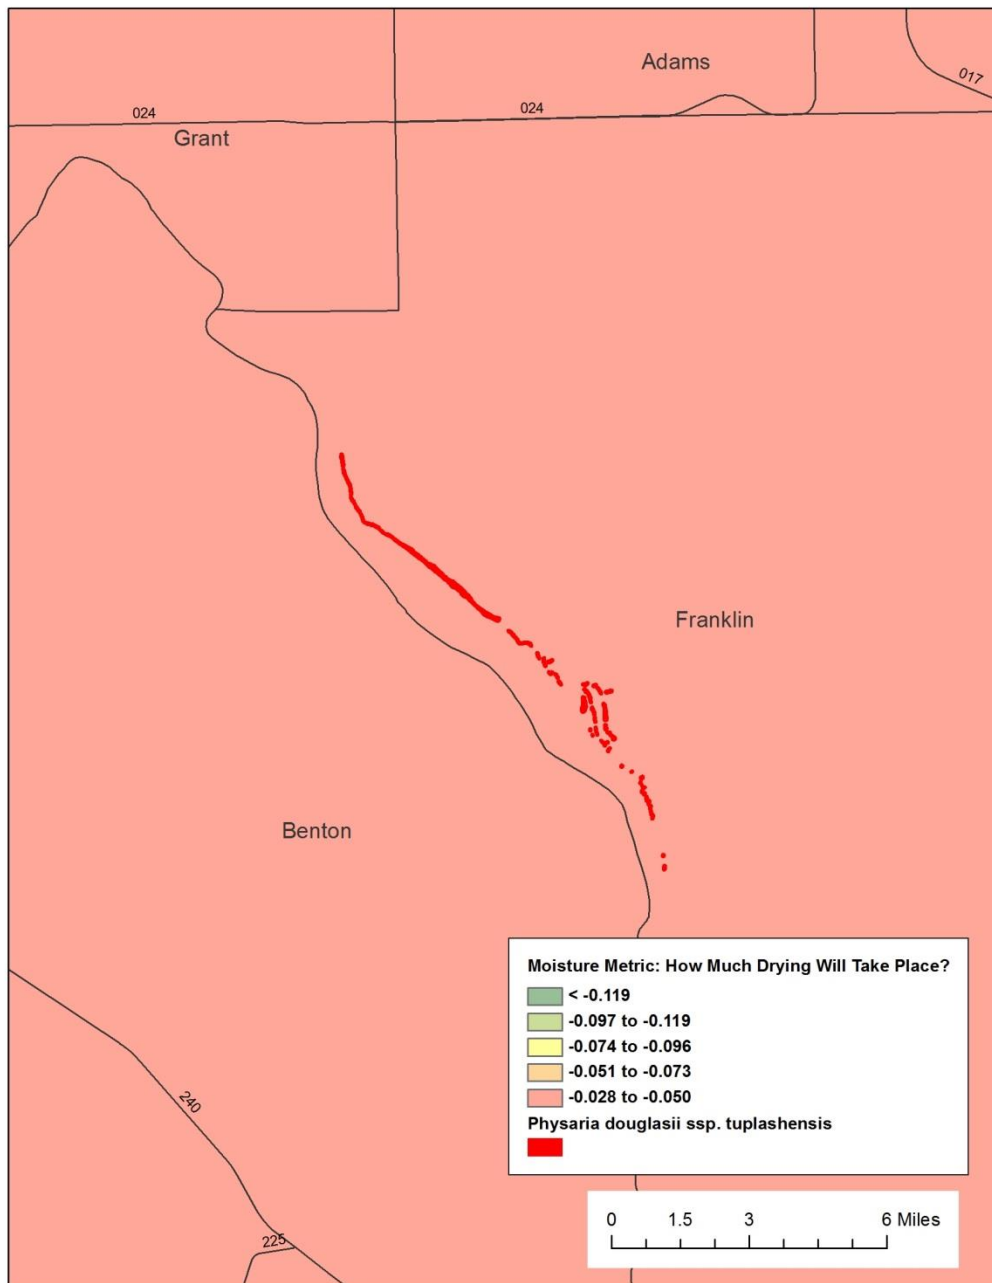 Adams
017
024
024
Grant
Franklin
Benton
Moisture Metric: How Much Drying Will Take Place?
< -0.119
-0.097 to -0.119
-0.074 to -0.096
-0.051 to -0.073
-0.028 to -0.050
Physaria douglasii ssp. tuplashensis
240
225
0 1.5 3 6 Miles